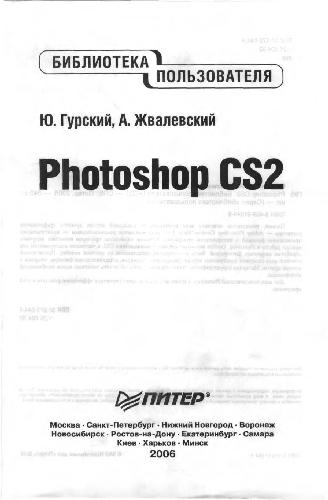 БИБЛИОТЕКА
ПОЛЬЗОВАТЕЛЯ
Ю. Гурский, А. Жвалевский
Photoshop CS2
ПИТЕР®
Москва · Санкт-Петербург · Нижний Новгород · Воронеж
Новосибирск · Ростов-на-Дону · Екатеринбург · Самара
Киев · Харьков · Минск
2006